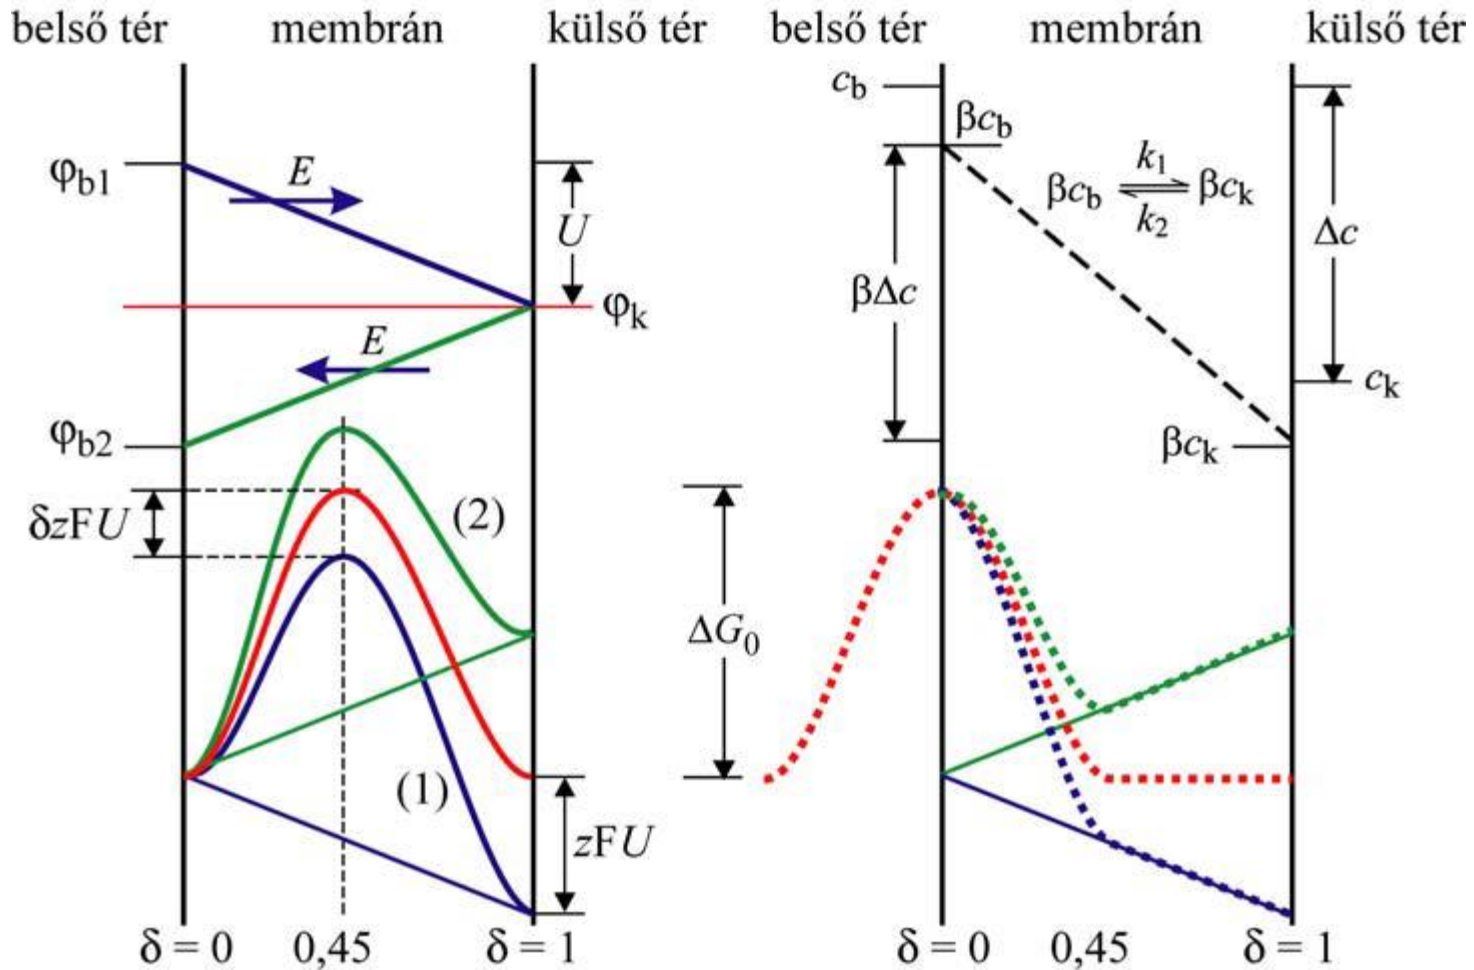 belső tér membrán külső tér
φb1
E
U
φk
E
φb2
δzFU
(2)
(1)
zFU
δ = 0 0,45 δ = 1
belső tér membrán külső tér
cb
βcb
βcb k1 k2 βck
Δc
βΔc
ck
βck
ΔG0
δ = 0 0,45 δ = 1